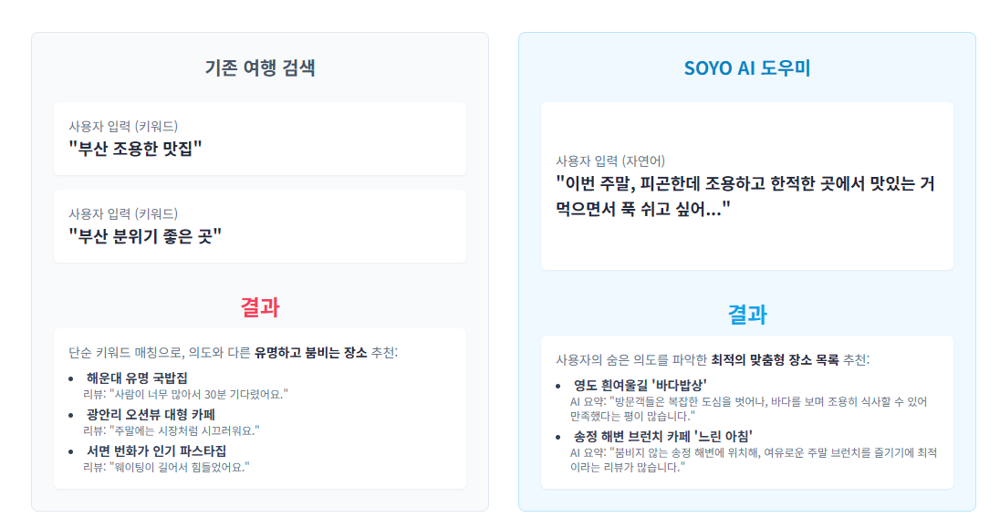 기존 여행 검색
사용자 입력 (키워드)
"부산 조용한 맛집"
사용자 입력 (키워드)
"부산 분위기 좋은 곳"
결과
단순 키워드 매칭으로, 의도와 다른 유명하고 붐비는 장소 추천:
• 해운대 유명 국밥집
리뷰: "사람이 너무 많아서 30분 기다렸어요."
• 광안리 오션뷰 대형 카페
리뷰: "주말에는 시장처럼 시끄러워요."
• 서면 번화가 인기 파스타집
리뷰: "웨이팅이 길어서 힘들었어요."
SOYO AI 도우미
사용자 입력 (자연어)
"이번 주말, 피곤한데 조용하고 한적한 곳에서 맛있는 거
먹으면서 푹 쉬고 싶어..."
결과
사용자의 숨은 의도를 파악한 최적의 맞춤형 장소 목록 추천:
• 영도 흰여울길 '바다밥상'
AI 요약: "방문객들은 복잡한 도심을 벗어나, 바다를 보며 조용히 식사할 수 있어
만족했다는 평이 많습니다."
• 송정 해변 브런치 카페 '느린 아침'
AI 요약: "붐비지 않는 송정 해변에 위치해, 여유로운 주말 브런치를 즐기기에 최적
이라는 리뷰가 많습니다."